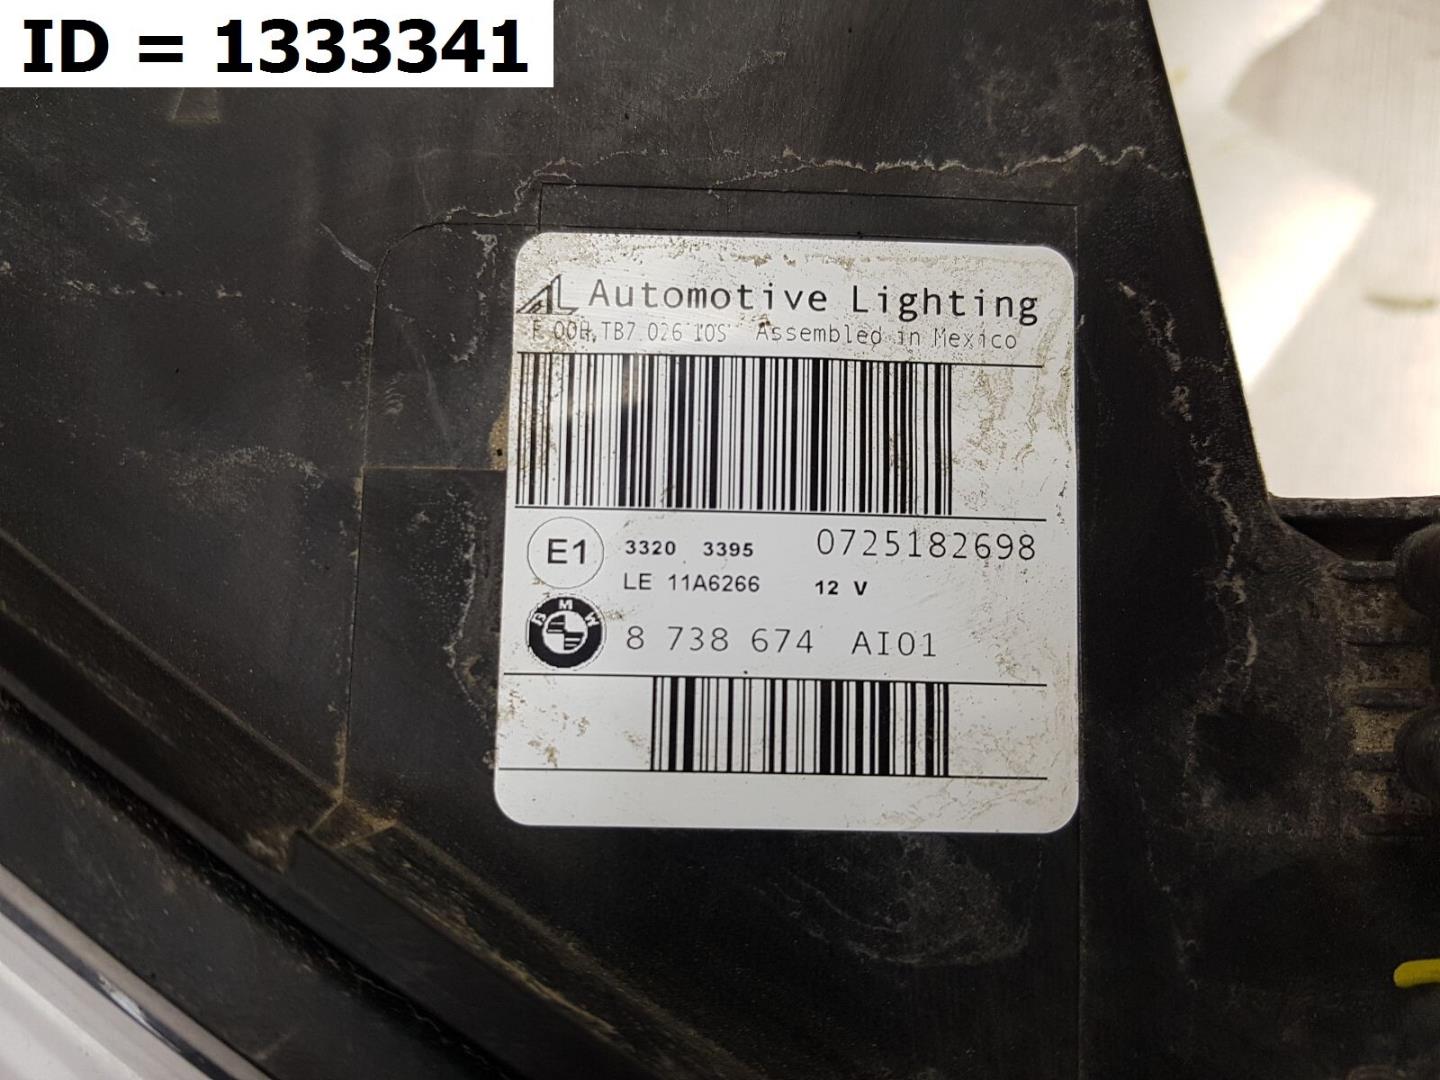 ID = 1333341
AL Automotive Lighting
TB7 026 Assembled in Mexico
E1 3320 3395 0725182698
LE 11A6266 12 V
BMW 8 738 674 AI01